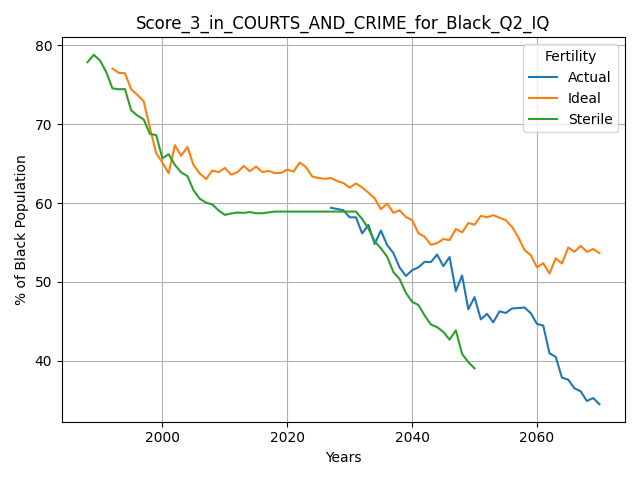 Score_3_in_COURTS_AND_CRIME_for_Black_Q2_IQ
% of Black Population
80
70
60
50
40
Fertility
Actual
Ideal
Sterile
2000 2020 2040 2060
Years